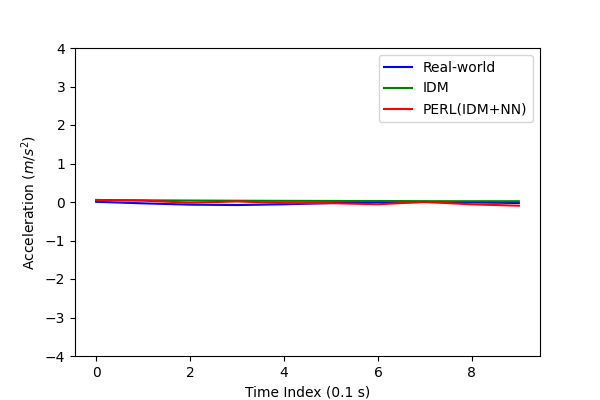 Real-world
IDM
PERL(IDM+NN)
4
3
2
1
0
−1
−2
−3
−4
Acceleration (m/s²)
0 2 4 6 8
Time Index (0.1 s)